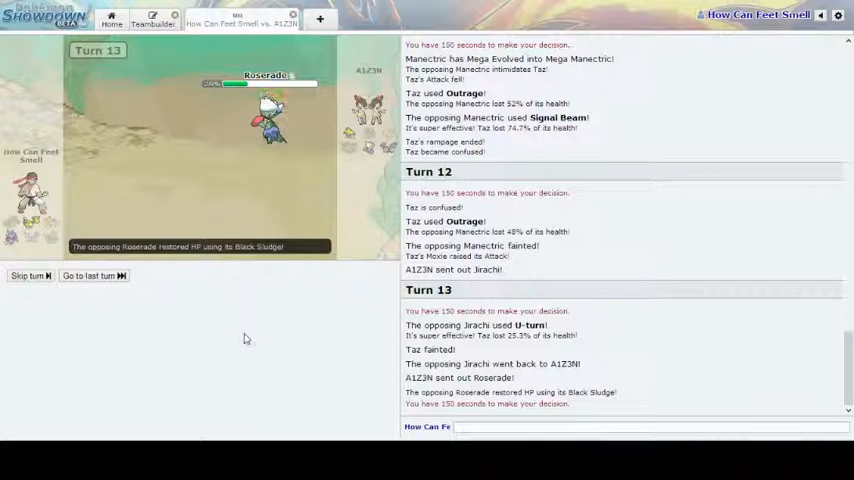 Pokémon
SHOWDOWN
BETA
Home
Teambuilder
How Can Feet Smell vs. A1Z3N
How Can Feet Smell
Turn 13
Roserade
A1Z3N
How Can Feet
Smell
The opposing Roserade restored HP using its Black Sludge!
Skip turn
Go to last turn
You have 150 seconds to make your decision.
Manectric has Mega Evolved into Mega Manectric!
The opposing Manectric intimidates Taz!
Taz's Attack fell!
Taz used Outrage!
The opposing Manectric lost 52% of its health!
The opposing Manectric used Signal Beam!
It's super effective! Taz lost 74.7% of its health!
Taz's rampage ended!
Taz became confused!
Turn 12
You have 150 seconds to make your decision.
Taz is confused!
Taz used Outrage!
The opposing Manectric lost 48% of its health!
The opposing Manectric fainted!
Taz's Moxie raised its Attack!
A1Z3N sent out Jirachi!
Turn 13
You have 150 seconds to make your decision.
The opposing Jirachi used U-turn!
It's super effective! Taz lost 25.3% of its health!
Taz fainted!
The opposing Jirachi went back to A1Z3N!
A1Z3N sent out Roserade!
The opposing Roserade restored HP using its Black Sludge!
You have 150 seconds to make your decision.
How Can Fe